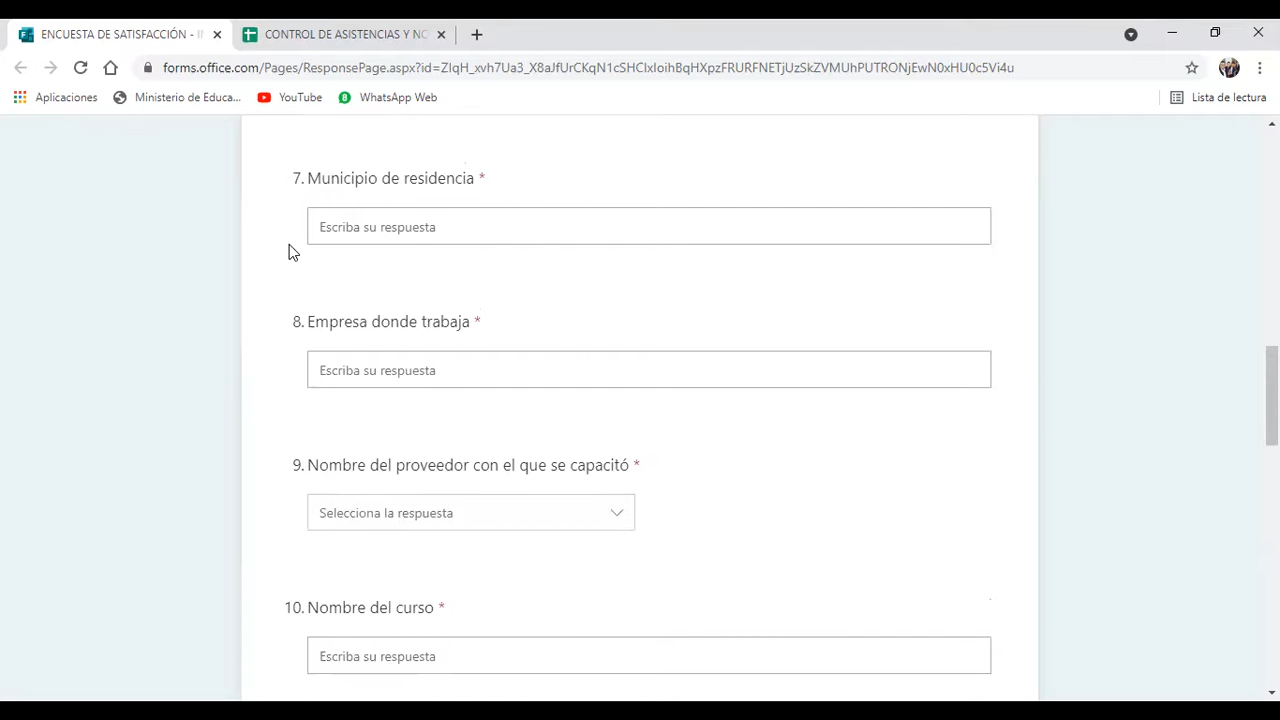 ENCUESTA DE SATISFACCIÓN - I
CONTROL DE ASISTENCIAS Y NC
forms.office.com/Pages/ResponsePage.aspx?id=ZIqH_xvh7Ua3_X8aJfUrCKqN1cSHCIxIoihBqHXpzFRURFNETjUzSkZVMUhPUTRONjEwN0xHU0c5Vi4u
Aplicaciones
Ministerio de Educa...
YouTube
8
WhatsApp Web
Lista de lectura
7. Municipio de residencia *
Escriba su respuesta
8. Empresa donde trabaja *
Escriba su respuesta
9. Nombre del proveedor con el que se capacitó *
Selecciona la respuesta
10. Nombre del curso *
Escriba su respuesta